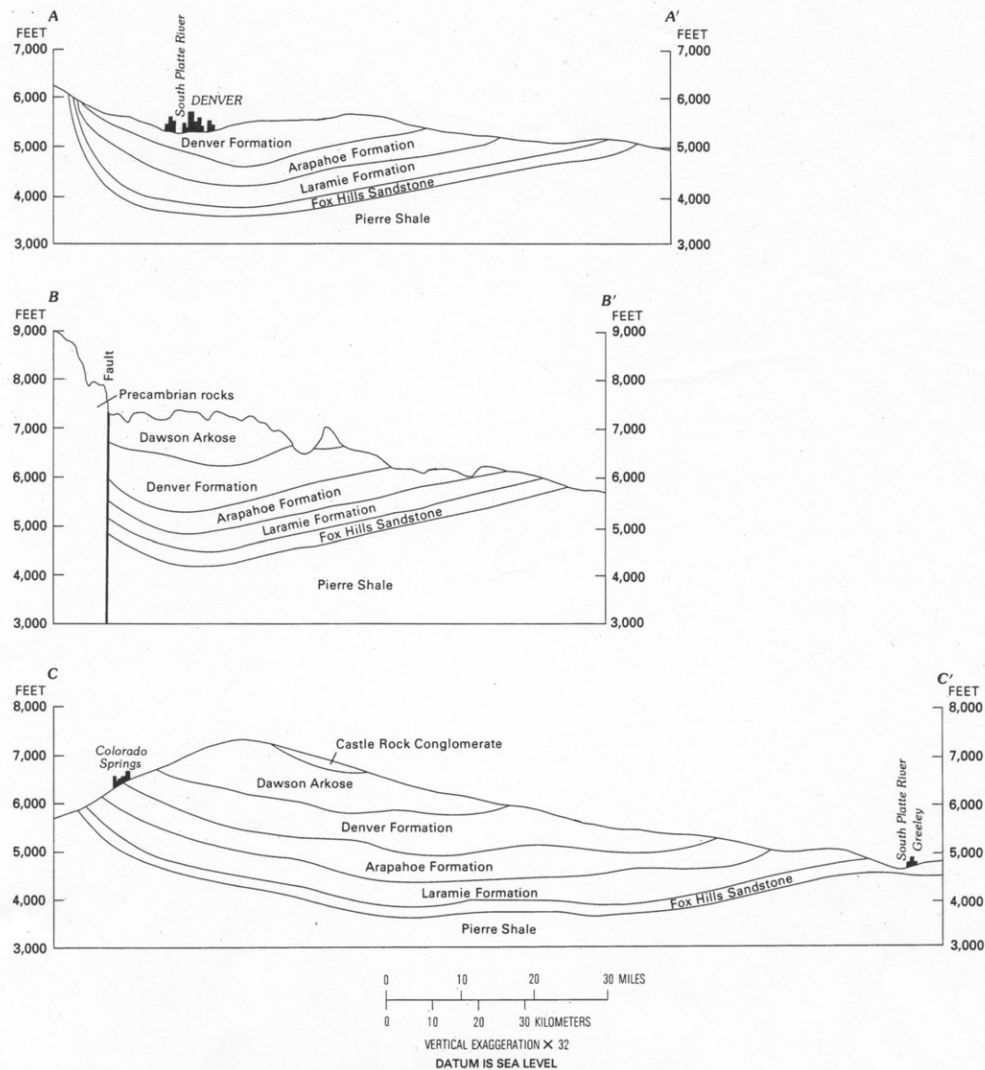 A
A'
FEET
FEET
7,000
7,000
South Platte River
DENVER
6,000
6,000
Denver Formation
5,000
5,000
Arapahoe Formation
Laramie Formation
Fox Hills Sandstone
4,000
4,000
Pierre Shale
3,000
3,000
B
B'
FEET
FEET
9,000
9,000
Fault
8,000
8,000
Precambrian rocks
7,000
7,000
Dawson Arkose
6,000
6,000
Denver Formation
Arapahoe Formation
5,000
5,000
Laramie Formation
Fox Hills Sandstone
4,000
4,000
Pierre Shale
3,000
3,000
C
C'
FEET
FEET
8,000
8,000
Colorado
Springs
Castle Rock Conglomerate
7,000
7,000
Dawson Arkose
South Platte River
Greeley
6,000
6,000
Denver Formation
5,000
5,000
Arapahoe Formation
Laramie Formation
Fox Hills Sandstone
4,000
4,000
Pierre Shale
3,000
3,000
0 10 20 30 MILES
0 10 20 30 KILOMETERS
VERTICAL EXAGGERATION × 32
DATUM IS SEA LEVEL